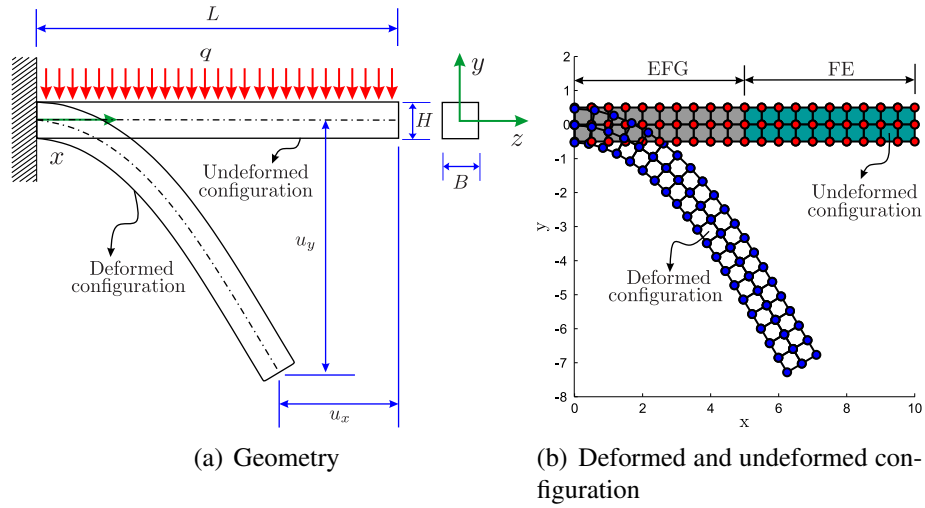 L
q
y
H
z
x
B
Undeformed
configuration
u_y
Deformed
configuration
u_x
(a) Geometry
EFG
FE
2
1
0
-1
-2
-3
-4
-5
-6
-7
-8
y
Undeformed
configuration
Deformed
configuration
0
2
4
6
8
10
x
(b) Deformed and undeformed con-
figuration